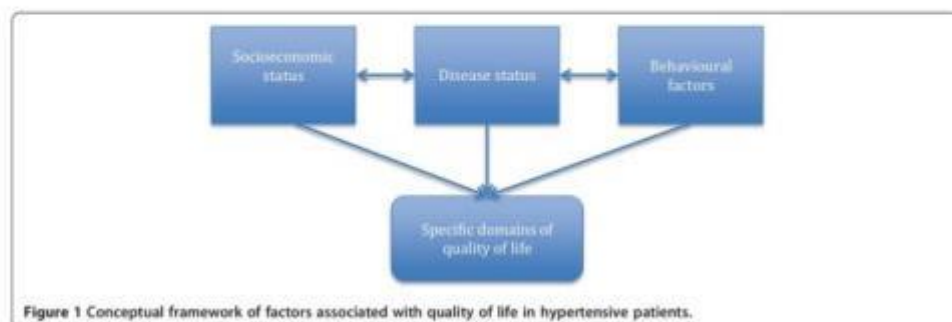 Socioeconomic
status
Disease status
Behavioural
factors
Specific domains of
quality of life
Figure 1 Conceptual framework of factors associated with quality of life in hypertensive patients.